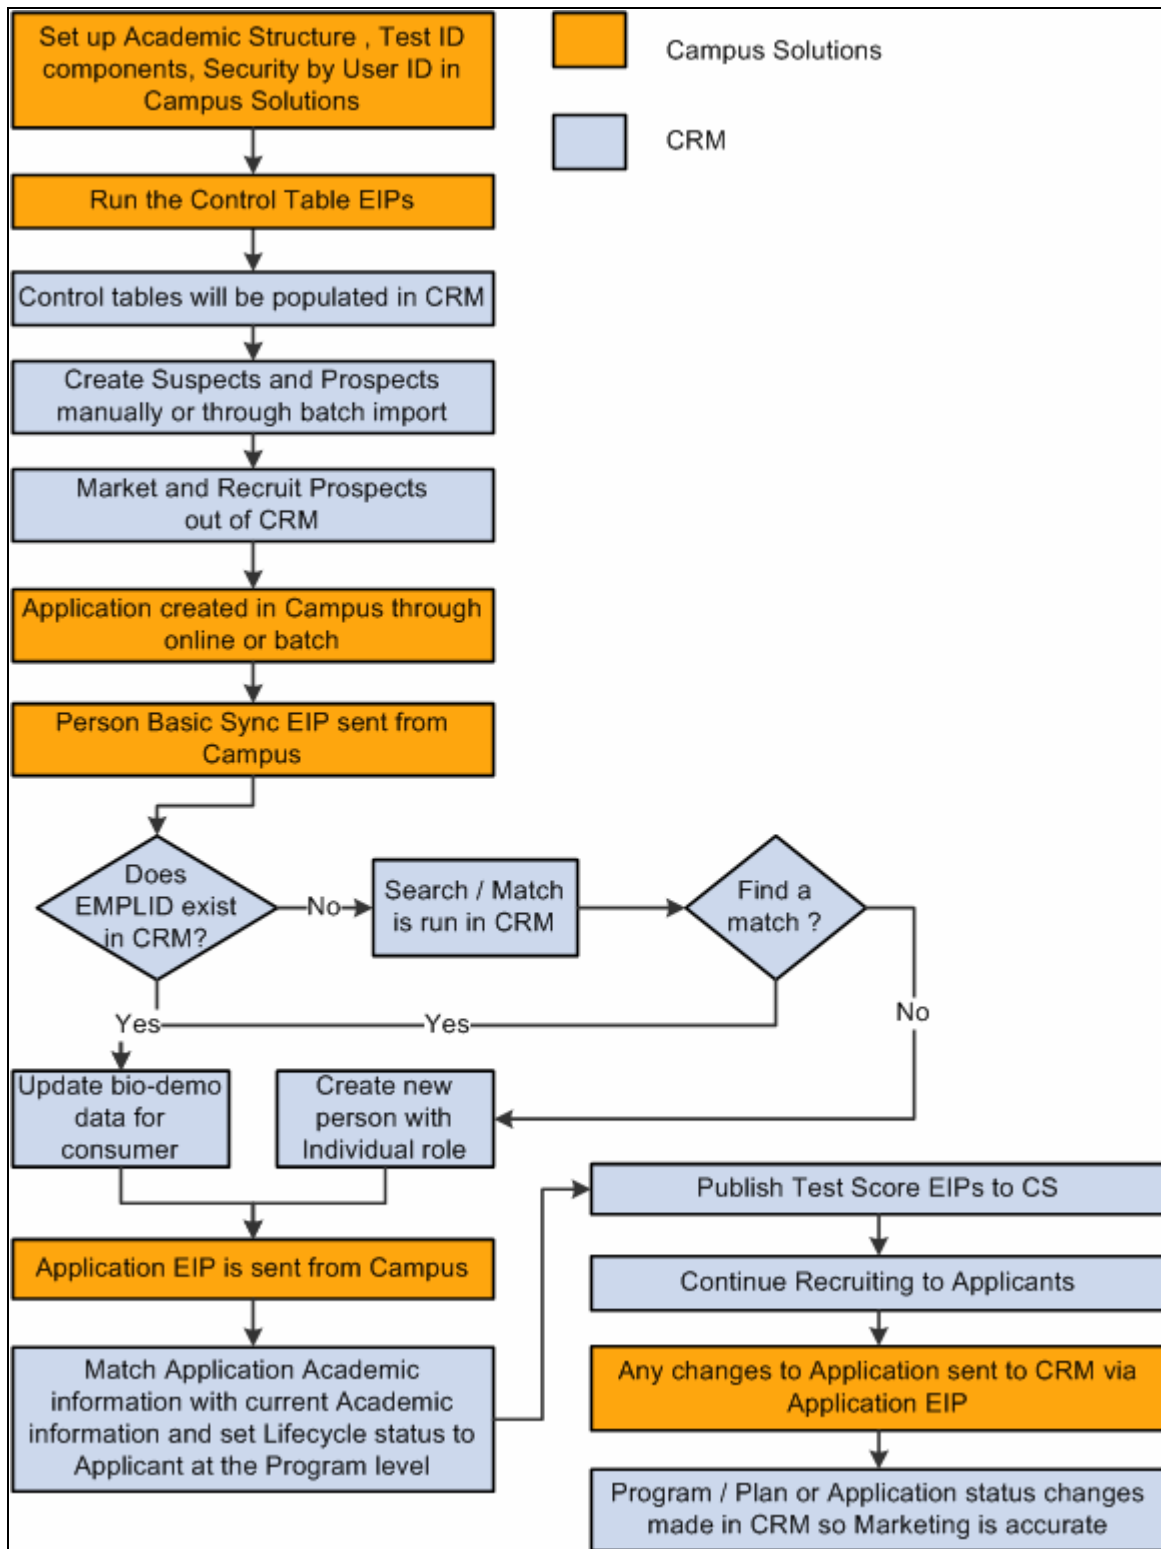 Set up Academic Structure , Test ID
components, Security by User ID in
Campus Solutions
Campus Solutions
CRM
Run the Control Table EIPs
Control tables will be populated in CRM
Create Suspects and Prospects
manually or through batch import
Market and Recruit Prospects
out of CRM
Application created in Campus through
online or batch
Person Basic Sync EIP sent from
Campus
Does
EMPLID exist
in CRM?
No
Search / Match
is run in CRM
Find a
match ?
No
Yes
Yes
Update bio-demo
data for
consumer
Create new
person with
Individual role
Application EIP is sent from Campus
Match Application Academic
information with current Academic
information and set Lifecycle status to
Applicant at the Program level
Publish Test Score EIPs to CS
Continue Recruiting to Applicants
Any changes to Application sent to CRM via
Application EIP
Program / Plan or Application status changes
made in CRM so Marketing is accurate